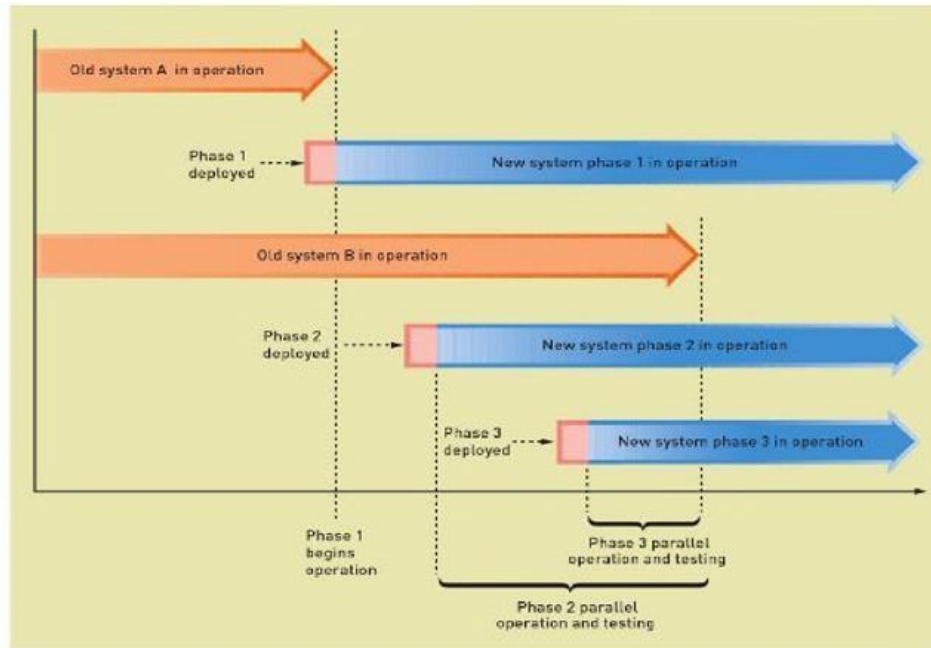 Old system A in operation
Phase 1
deployed
New system phase 1 in operation
Old system B in operation
Phase 2
deployed
New system phase 2 in operation
Phase 3
deployed
New system phase 3 in operation
Phase 1
begins
operation
Phase 3 parallel
operation and testing
Phase 2 parallel
operation and testing